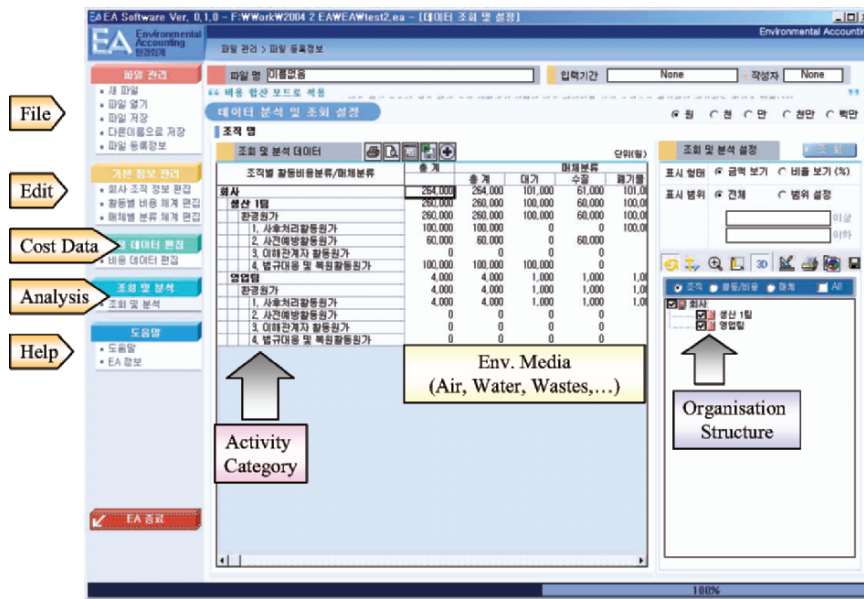 EA Software Ver, 0,1,0 - F:₩Work₩2004 2 EA₩EA₩test2,ea - [데이터 조회 및 설정]
EA Environmental Accounting 환경회계
Environmental Accountin
파일 관리 > 파일 등록정보
파일 관리
• 새 파일
• 파일 열기
• 파일 저장
• 다른이름으로 저장
• 파일 등록정보
File
기본 정보 관리
• 회사 조직 정보 편집
• 활동별 비용 체계 편집
• 매체별 분류 체계 편집
Edit
데이터 편집
• 비용 데이터 편집
Cost Data
조회 및 분석
• 조회 및 분석
Analysis
도움말
• 도움말
• EA 정보
Help
EA 종료
파일 명 이름없음 입력기간 None 작성자 None
비용 합산 모드로 적용
데이터 분석 및 조회 설정
원 천 만 천만 백만
조직 명
조회 및 분석 데이터
단위(원)
조직별 활동비용분류/매체분류 총 계 매체분류
총 계 대기 수질 폐기물
회사 264,000 264,000 101,000 61,000 101,0
생산 1팀 260,000 260,000 100,000 60,000 100,0
환경원가 260,000 260,000 100,000 60,000 100,0
1, 사후처리활동원가 100,000 100,000 0 0 100,0
2, 사전예방활동원가 60,000 60,000 0 60,000
3, 이해관계자 활동원가 0 0 0 0
4, 법규대응 및 복원활동원가 100,000 100,000 100,000 0
영업팀 4,000 4,000 1,000 1,000 1,0
환경원가 4,000 4,000 1,000 1,000 1,0
1, 사후처리활동원가 4,000 4,000 1,000 1,000 1,0
2, 사전예방활동원가 0 0 0 0
3, 이해관계자 활동원가 0 0 0 0
4, 법규대응 및 복원활동원가 0 0 0 0
Activity
Category
Env. Media
(Air, Water, Wastes,…)
조회 및 분석 설정
조 회
표시 형태 금액 보기 비율 보기 (%)
표시 범위 전체 범위 설정
이상
이하
3D
조직 활동/비용 매체 All
회사
생산 1팀
영업팀
Organisation
Structure
100%